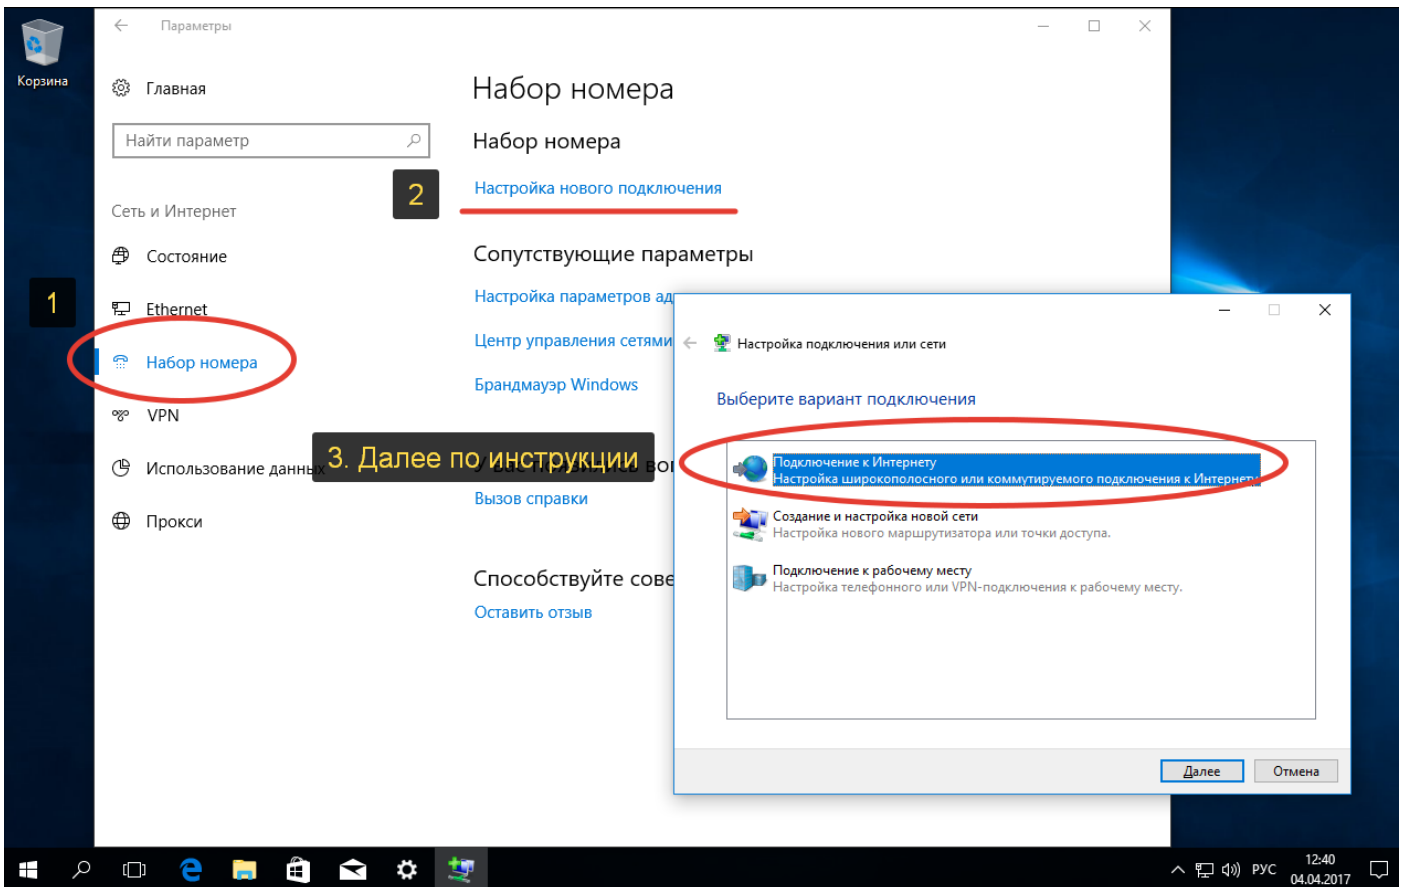 Корзина
Параметры
Главная
Найти параметр
Сеть и Интернет
Состояние
1
Ethernet
Набор номера
VPN
Использование данных
Прокси
Набор номера
Набор номера
2
Настройка нового подключения
Сопутствующие параметры
Настройка параметров ад
Центр управления сетями
Брандмауэр Windows
3. Далее по инструкции
Вызов справки
Способствуйте сове
Оставить отзыв
Настройка подключения или сети
Выберите вариант подключения
Подключение к Интернету
Настройка широкополосного или коммутируемого подключения к Интернету
Создание и настройка новой сети
Настройка нового маршрутизатора или точки доступа.
Подключение к рабочему месту
Настройка телефонного или VPN-подключения к рабочему месту.
Далее
Отмена
РУС
12:40
04.04.2017